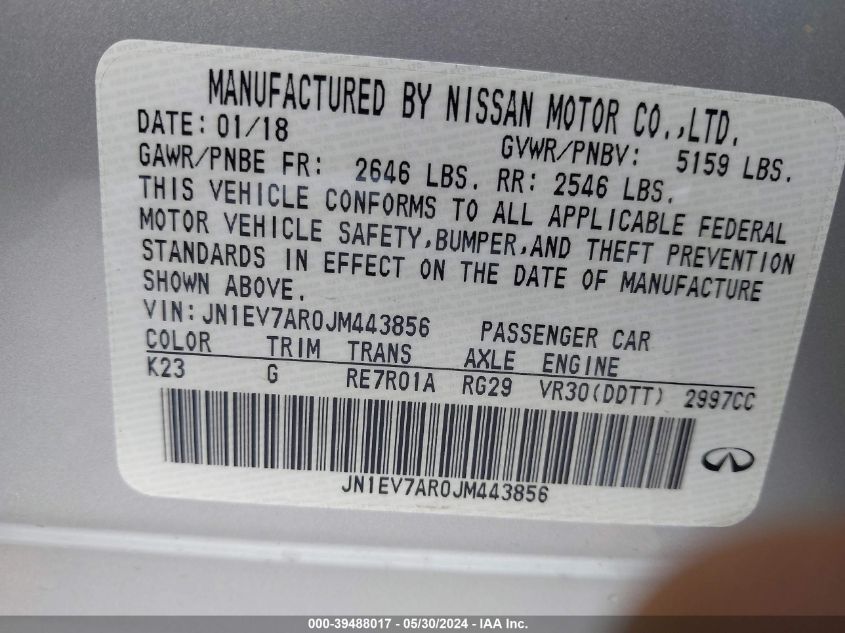 MANUFACTURED BY NISSAN MOTOR CO.,LTD.
DATE: 01/18 GVWR/PNBV: 5159 LBS.
GAWR/PNBE FR: 2646 LBS. RR: 2546 LBS.
THIS VEHICLE CONFORMS TO ALL APPLICABLE FEDERAL
MOTOR VEHICLE SAFETY,BUMPER,AND THEFT PREVENTION
STANDARDS IN EFFECT ON THE DATE OF MANUFACTURE
SHOWN ABOVE.
VIN:JN1EV7AR0JM443856 PASSENGER CAR
COLOR TRIM TRANS AXLE ENGINE
K23 G RE7R01A RG29 VR30(DDTT) 2997CC
JN1EV7AR0JM443856
000-39488017 — 05/30/2024 — IAA, Inc.